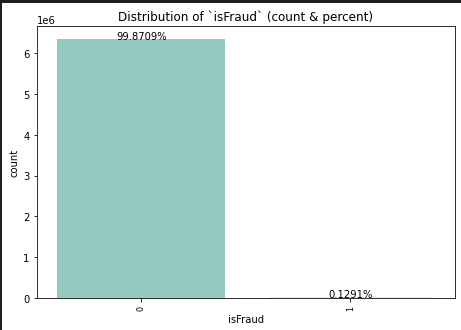 Distribution of `isFraud` (count & percent)
1e6
99.8709%
6
5
4
3
2
1
0
count
0.1291%
0
1
isFraud